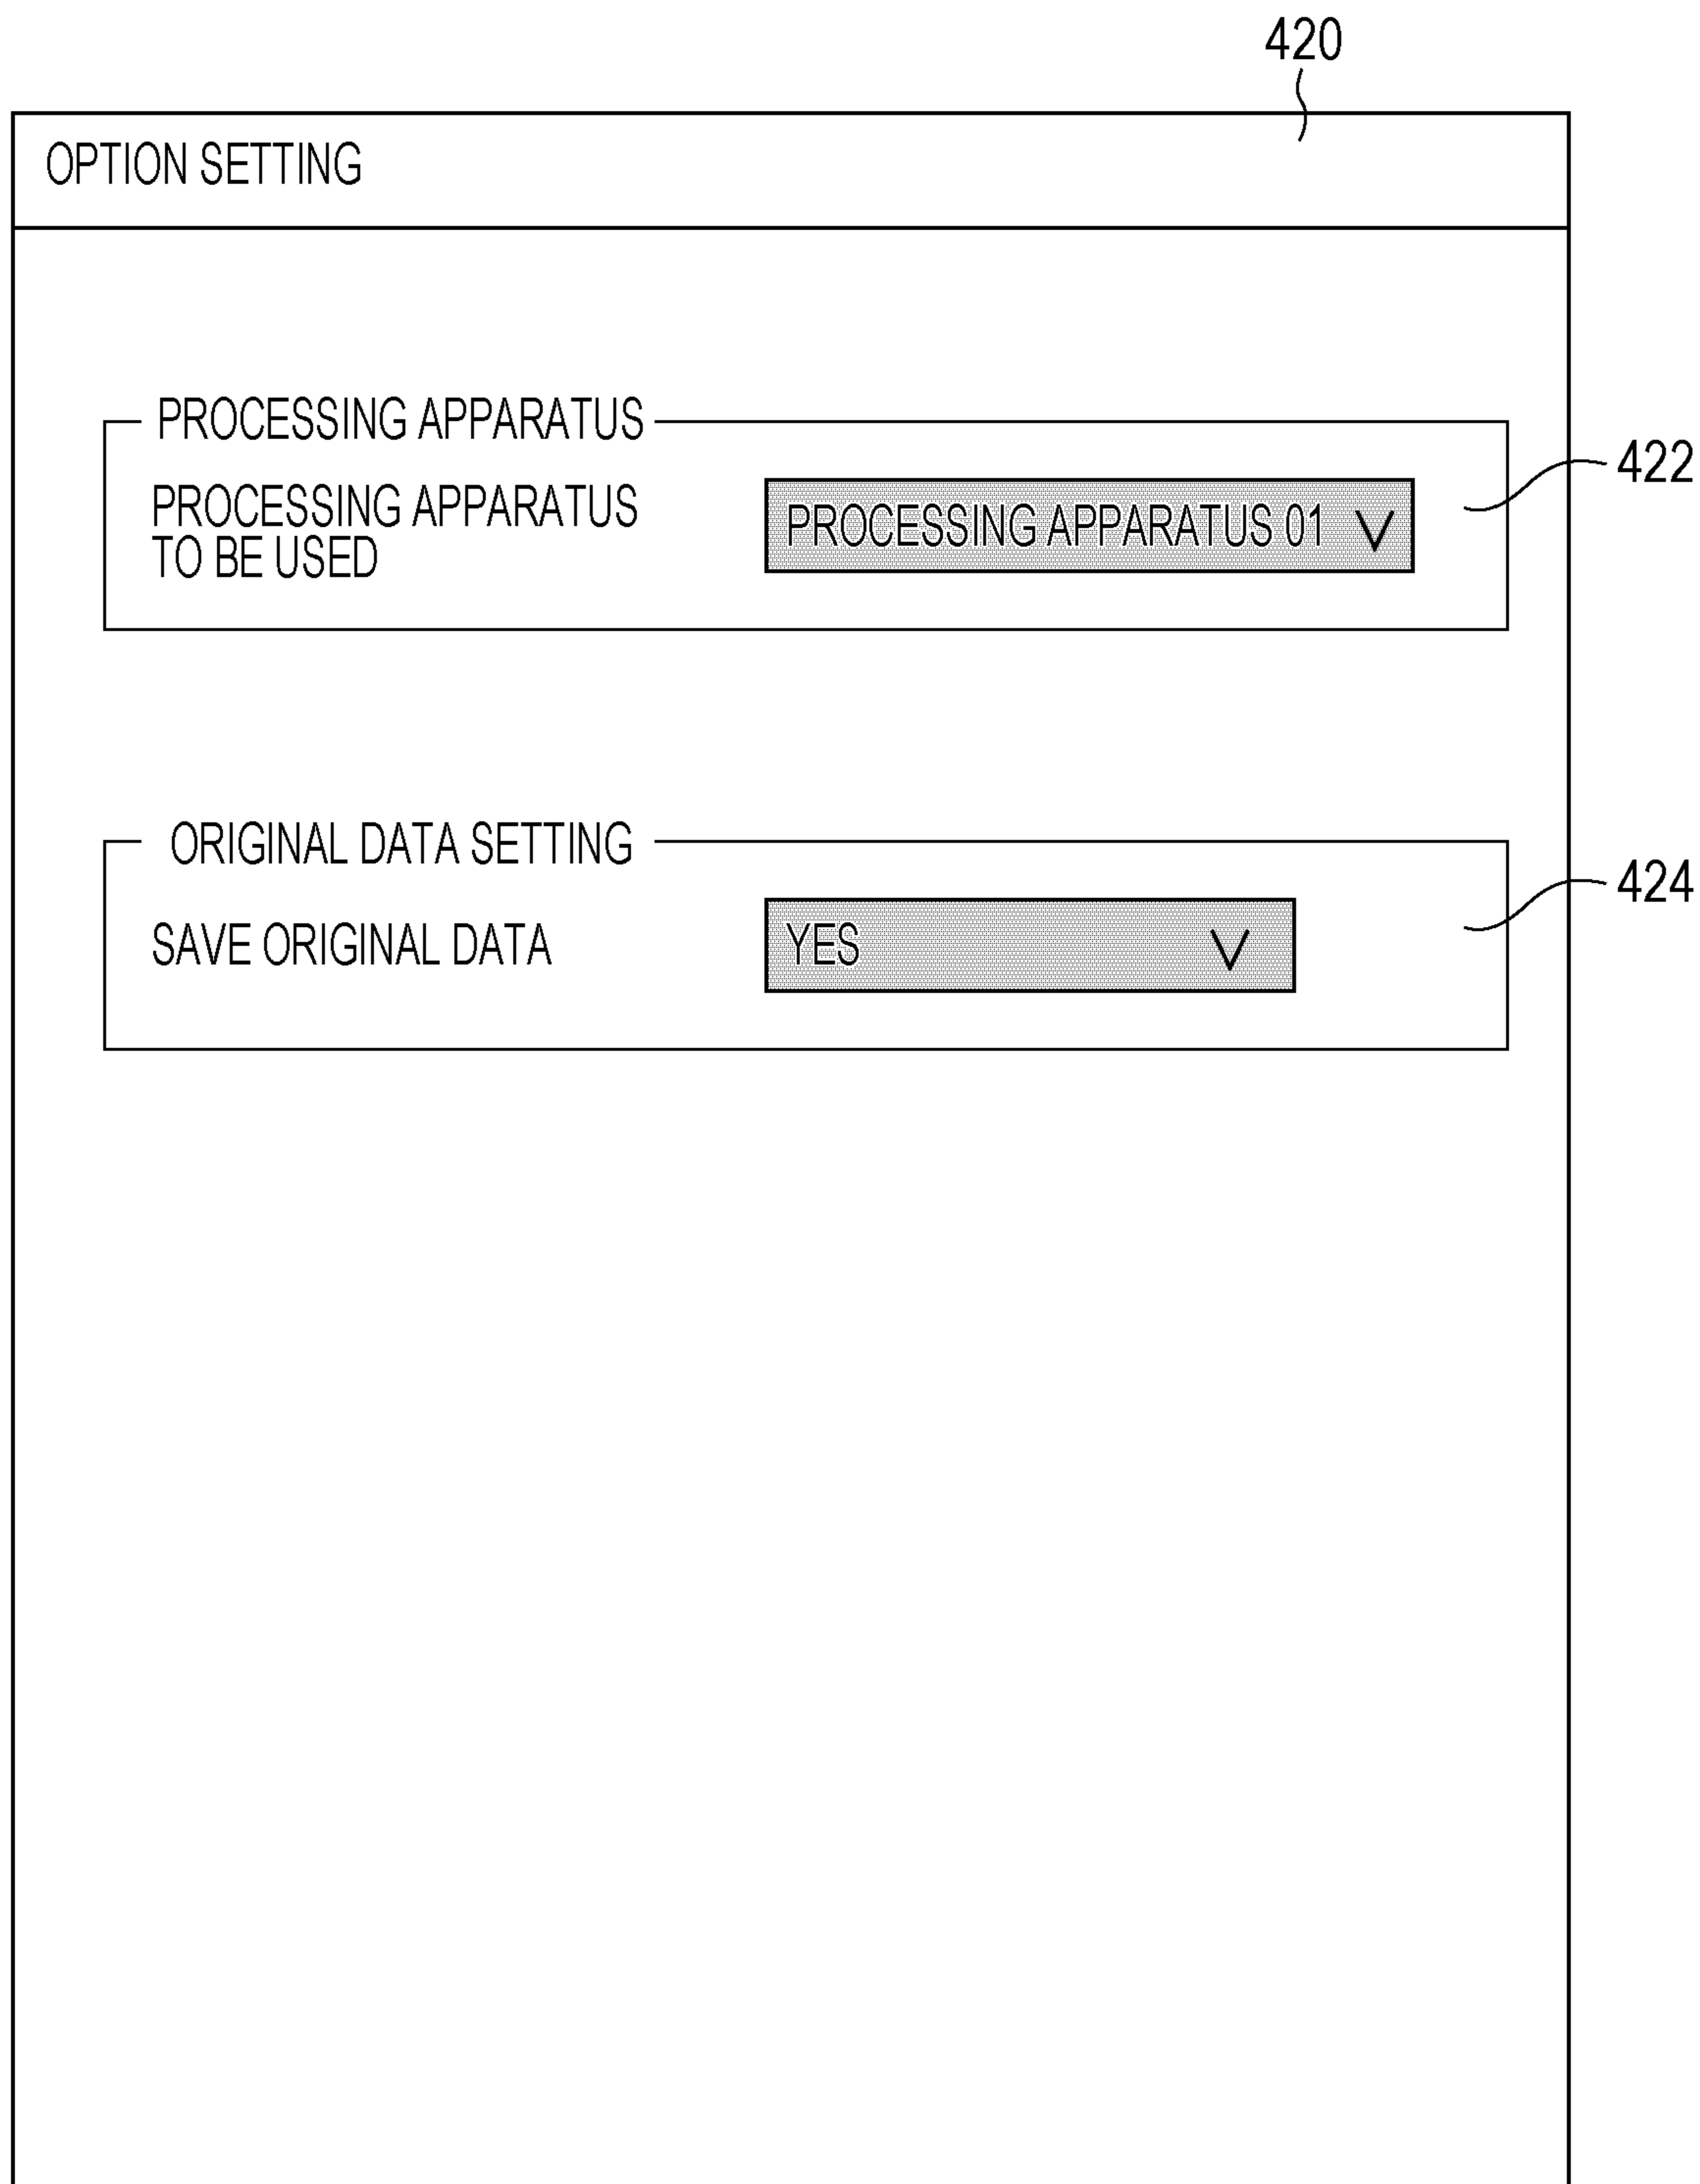 420
OPTION SETTING
PROCESSING APPARATUS
422
PROCESSING APPARATUS
TO BE USED
PROCESSING APPARATUS 01
ORIGINAL DATA SETTING
424
SAVE ORIGINAL DATA
YES